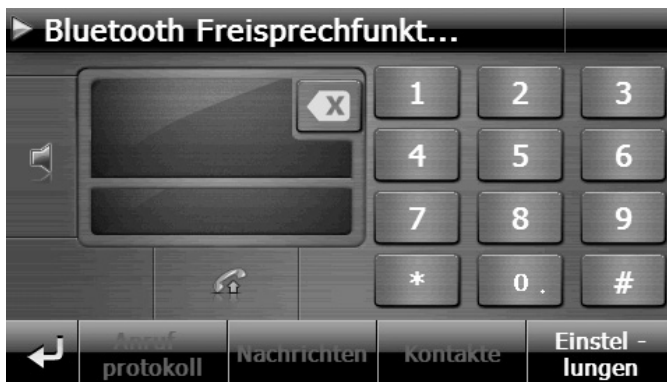 Bluetooth Freisprechfunkt...
X
1 2 3
4 5 6
7 8 9
* 0 . #
Anruf
protokoll
Nachrichten
Kontakte
Einstel -
lungen